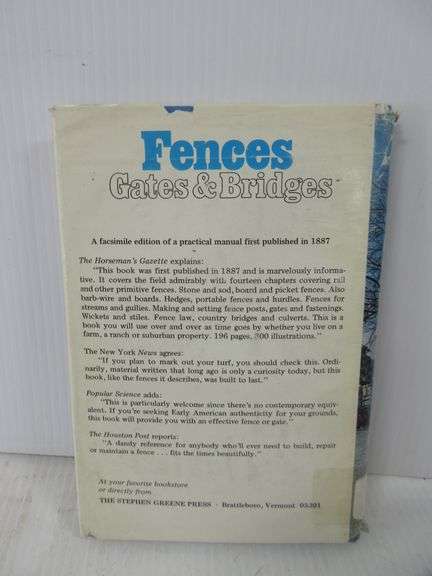 Fences
Gates & Bridges
A facsimile edition of a practical manual first published in 1887
The Horseman's Gazette explains:
"This book was first published in 1887 and is marvelously informa-
tive. It covers the field admirably with fourteen chapters covering rail
and other primitive fences. Stone and sod, board and picket fences. Also
barb-wire and boards. Hedges, portable fences and hurdles. Fences for
streams and gullies. Making and setting fence posts, gates and fastenings.
Wickets and stiles. Fence law, country bridges and culverts. This is a
book you will use over and over as time goes by whether you live on a
farm, a ranch or suburban property. 196 pages, 300 illustrations."
The New York News agrees:
"If you plan to mark out your turf, you should check this. Ordi-
narily, material written that long ago is only a curiosity today, but this
book, like the fences it describes, was built to last."
Popular Science adds:
"This is particularly welcome since there's no contemporary equiv-
alent. If you're seeking Early American authenticity for your grounds,
this book will provide you with an effective fence or gate."
The Houston Post reports:
"A dandy reference for anybody who'll ever need to build, repair
or maintain a fence . . . fits the times beautifully."
At your favorite bookstore
or directly from
THE STEPHEN GREENE PRESS · Brattleboro, Vermont 05301